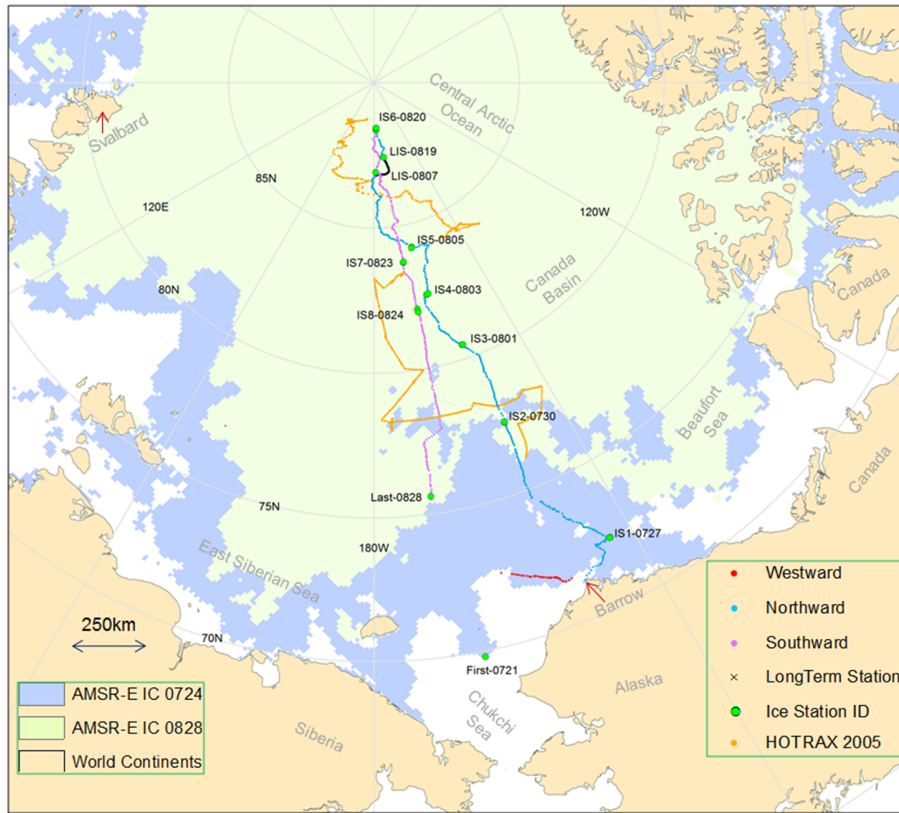 Central Arctic
Ocean
IS6-0820
Svalbard
LIS-0819
LIS-0807
85N
120E
120W
IS5-0805
IS7-0823
Canada
Basin
Canada
80N
IS4-0803
IS8-0824
IS3-0801
Beaufort
Sea
IS2-0730
Canada
Last-0828
75N
IS1-0727
180W
East Siberian Sea
Barrow
250km
70N
First-0721
Chukchi
Sea
Alaska
Siberia
AMSR-E IC 0724
AMSR-E IC 0828
World Continents
Westward
Northward
Southward
LongTerm Station
Ice Station ID
HOTRAX 2005